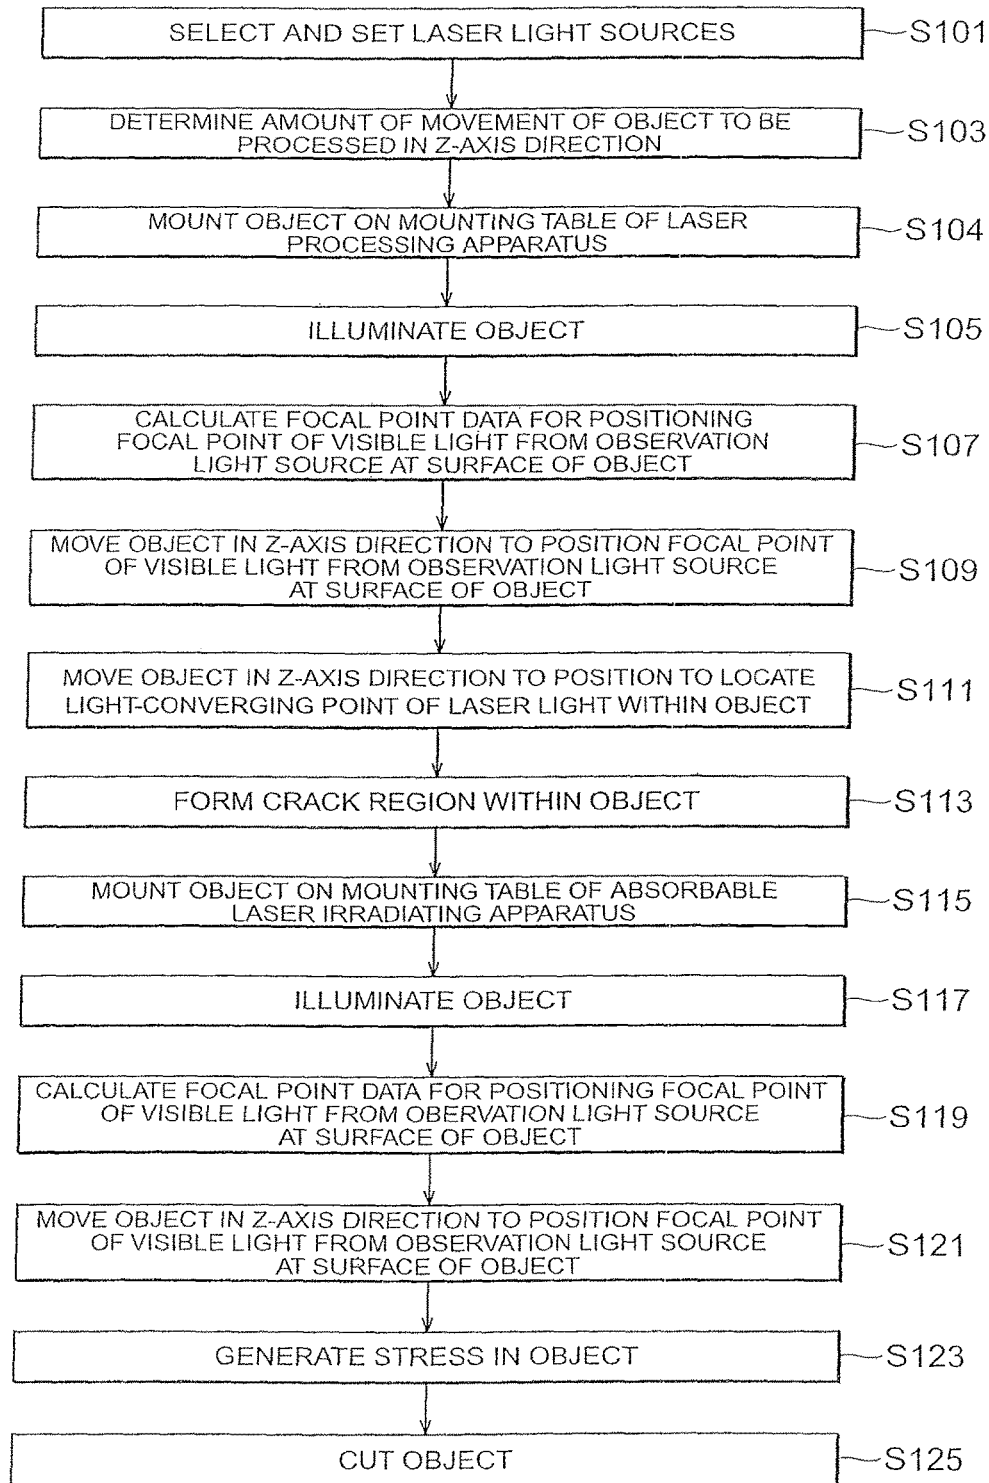 SELECT AND SET LASER LIGHT SOURCES
S101
DETERMINE AMOUNT OF MOVEMENT OF OBJECT TO BE
PROCESSED IN Z-AXIS DIRECTION
S103
MOUNT OBJECT ON MOUNTING TABLE OF LASER
PROCESSING APPARATUS
S104
ILLUMINATE OBJECT
S105
CALCULATE FOCAL POINT DATA FOR POSITIONING
FOCAL POINT OF VISIBLE LIGHT FROM OBSERVATION
LIGHT SOURCE AT SURFACE OF OBJECT
S107
MOVE OBJECT IN Z-AXIS DIRECTION TO POSITION FOCAL POINT
OF VISIBLE LIGHT FROM OBSERVATION LIGHT SOURCE
AT SURFACE OF OBJECT
S109
MOVE OBJECT IN Z-AXIS DIRECTION TO POSITION TO LOCATE
LIGHT-CONVERGING POINT OF LASER LIGHT WITHIN OBJECT
S111
FORM CRACK REGION WITHIN OBJECT
S113
MOUNT OBJECT ON MOUNTING TABLE OF ABSORBABLE
LASER IRRADIATING APPARATUS
S115
ILLUMINATE OBJECT
S117
CALCULATE FOCAL POINT DATA FOR POSITIONING FOCAL POINT
OF VISIBLE LIGHT FROM OBERVATION LIGHT SOURCE
AT SURFACE OF OBJECT
S119
MOVE OBJECT IN Z-AXIS DIRECTION TO POSITION FOCAL POINT
OF VISIBLE LIGHT FROM OBSERVATION LIGHT SOURCE
AT SURFACE OF OBJECT
S121
GENERATE STRESS IN OBJECT
S123
CUT OBJECT
S125